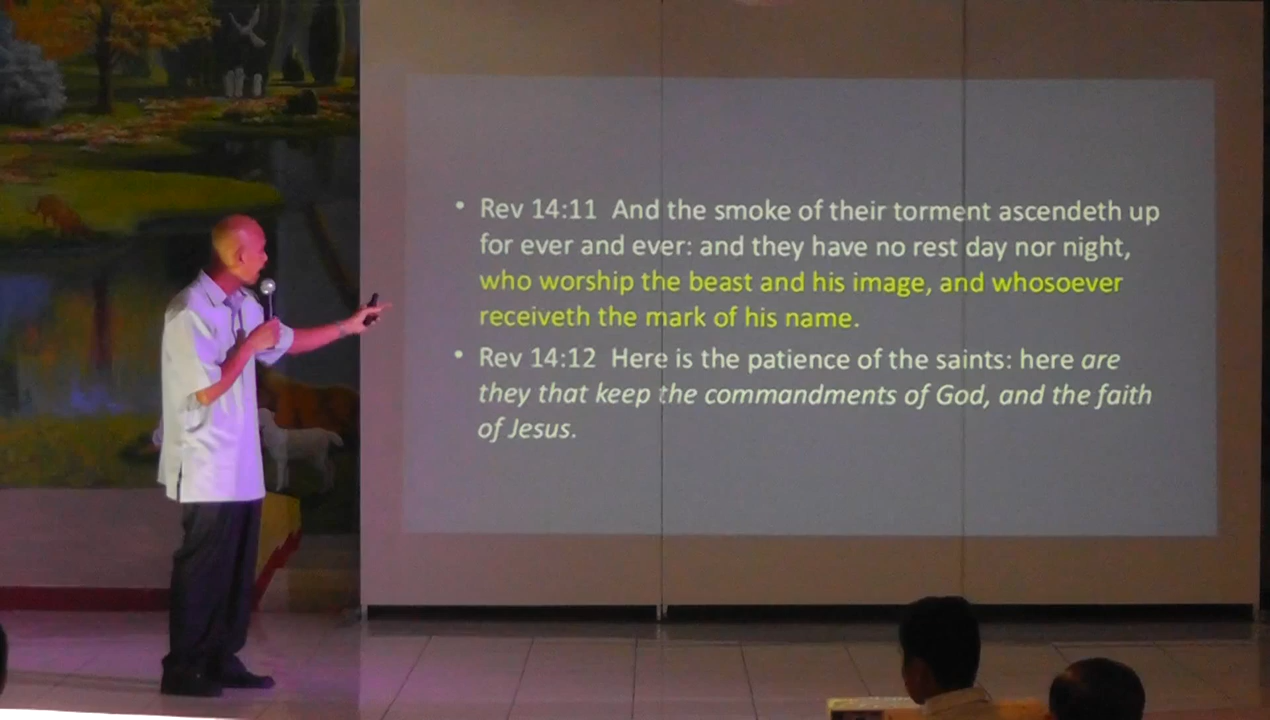 • Rev 14:11 And the smoke of their torment ascendeth up
for ever and ever: and they have no rest day nor night,
who worship the beast and his image, and whosoever
receiveth the mark of his name.
• Rev 14:12 Here is the patience of the saints: here are
they that keep the commandments of God, and the faith
of Jesus.